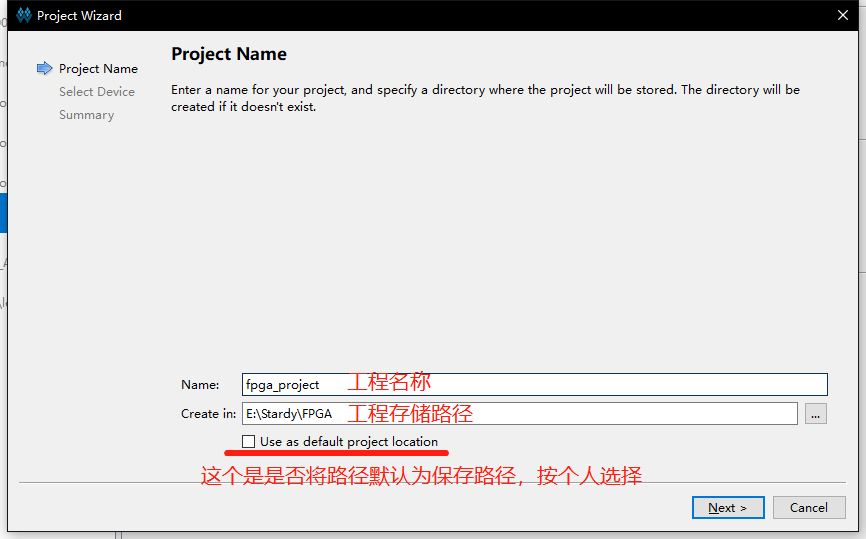 Project Wizard
Project Name
Project Name
Select Device
Summary
Enter a name for your project, and specify a directory where the project will be stored. The directory will be
created if it doesn't exist.
Name: fpga_project 工程名称
Create in: E:\Stardy\FPGA 工程存储路径 ...
Use as default project location
这个是是否将路径默认为保存路径，按个人选择
Next > Cancel